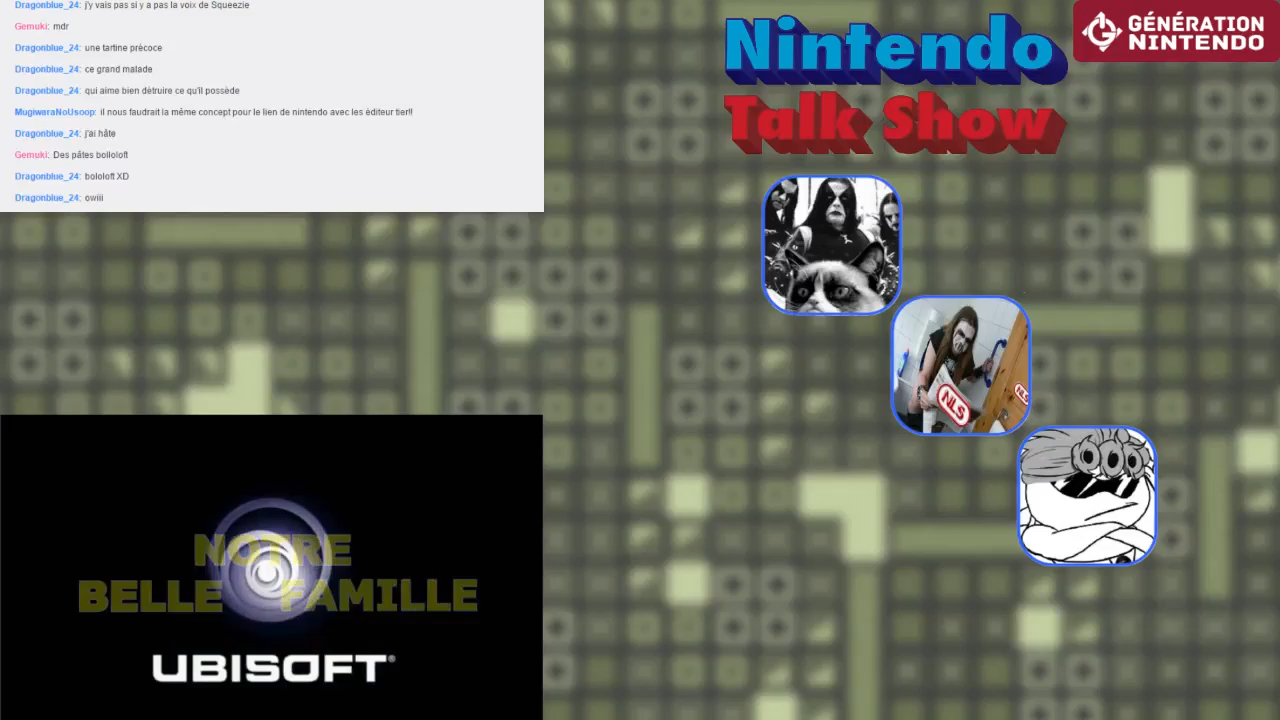 Dragonblue_24: j'y vais pas si y a pas la voix de Squeezie
Gemuki: mdr
Dragonblue_24: une tartine précoce
Dragonblue_24: ce grand malade
Dragonblue_24: qui aime bien détruire ce qu'il possède
MugiwaraNoUsoop: il nous faudrait la même concept pour le lien de nintendo avec les éditeur tier!!
Dragonblue_24: j'ai hâte
Gemuki: Des pâtes bolloloft
Dragonblue_24: bololoft XD
Dragonblue_24: owiii
Nintendo
Talk Show
GÉNÉRATION
NINTENDO
NLS
NLS
NOTRE
BELLE FAMILLE
UBISOFT®